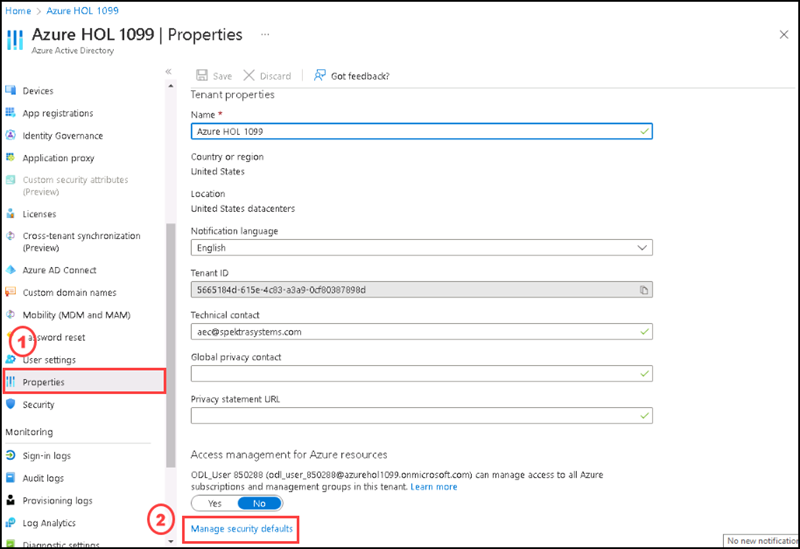 Home > Azure HOL 1099
Azure HOL 1099 | Properties ...
Azure Active Directory
Save Discard Got feedback?
Devices
App registrations
Identity Governance
Application proxy
Custom security attributes
(Preview)
Licenses
Cross-tenant synchronization
(Preview)
Azure AD Connect
Custom domain names
Mobility (MDM and MAM)
1
assword reset
User settings
Properties
Security
Monitoring
Sign-in logs
Audit logs
Provisioning logs
Log Analytics
Diagnostic settings
Tenant properties
Name *
Azure HOL 1099
Country or region
United States
Location
United States datacenters
Notification language
English
Tenant ID
5665184d-615e-4c83-a3a9-0cf80387898d
Technical contact
aec@spektrasystems.com
Global privacy contact
Privacy statement URL
Access management for Azure resources
ODL_User 850288 (odl_user_850288@azurehol1099.onmicrosoft.com) can manage access to all Azure
subscriptions and management groups in this tenant. Learn more
Yes No
2
Manage security defaults
No new notification